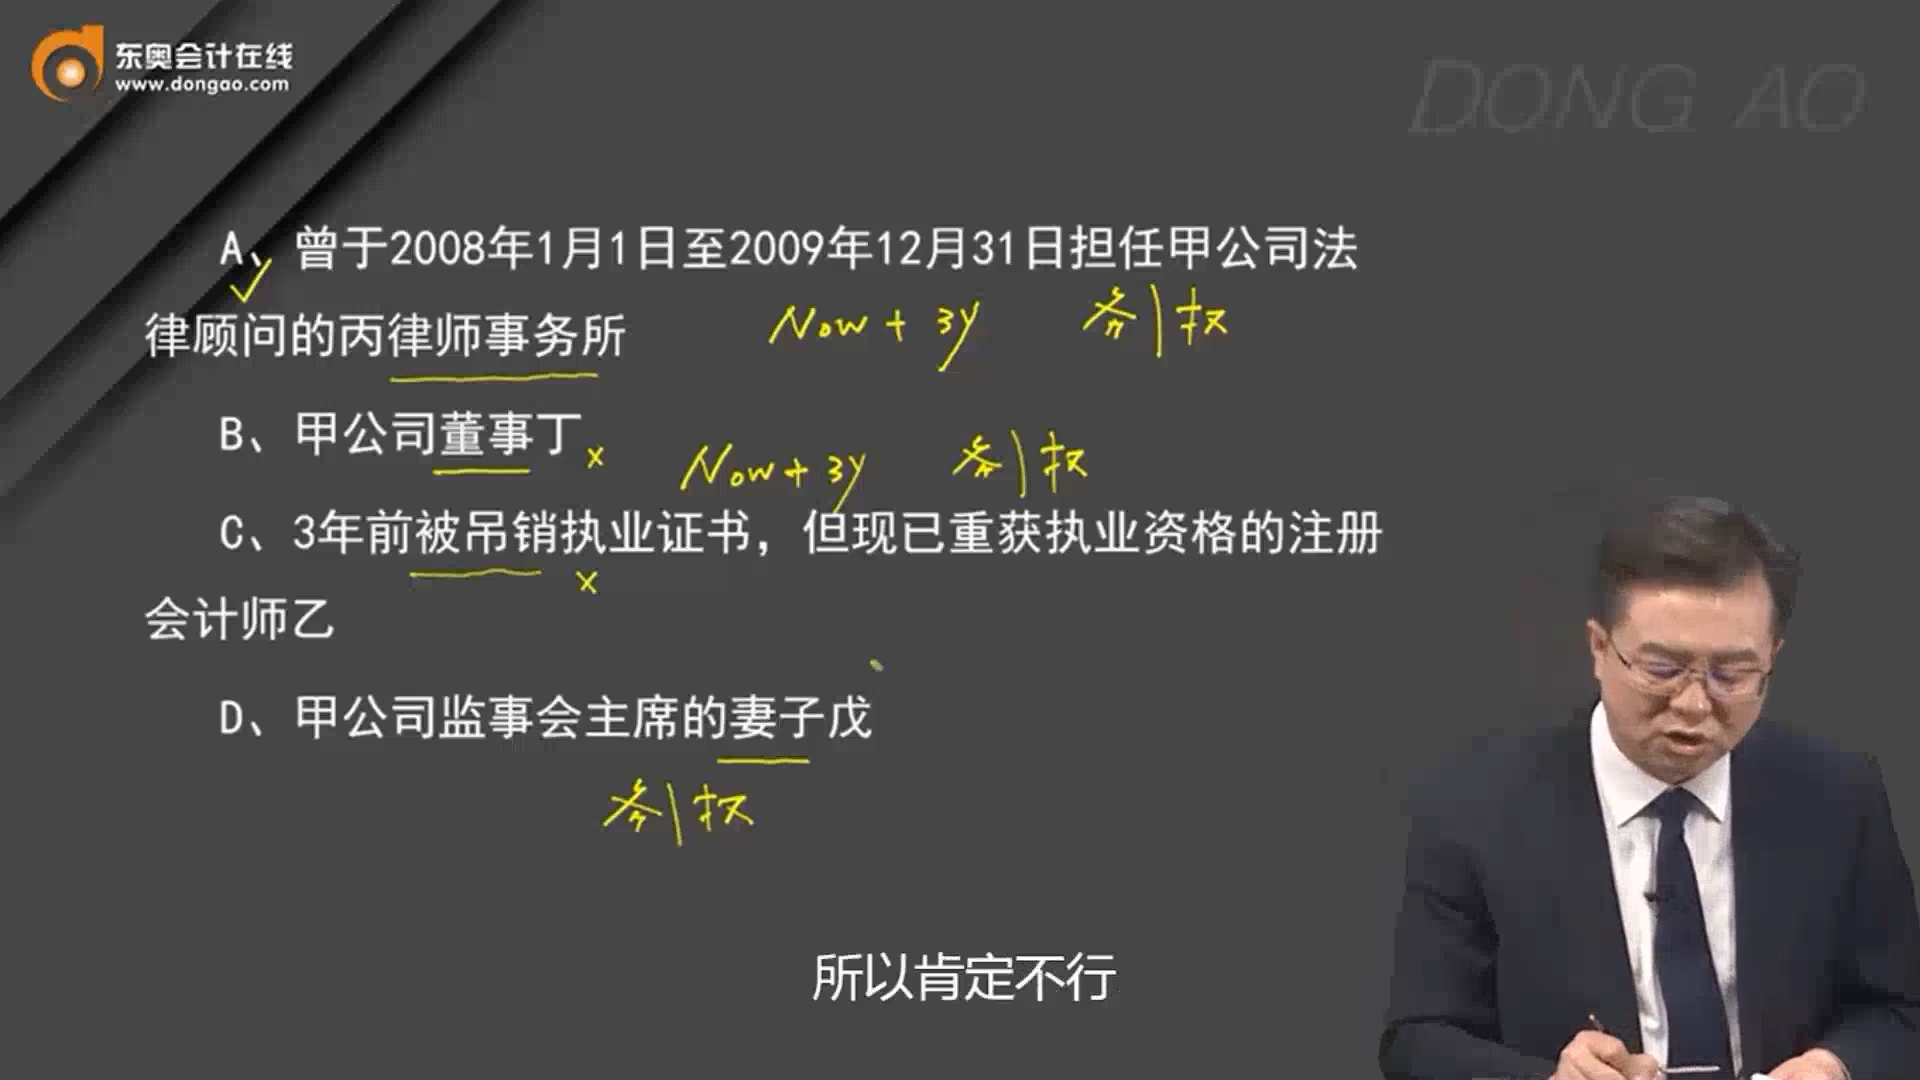 东奥会计在线
www.dongao.com
DONG AO
A、曾于2008年1月1日至2009年12月31日担任甲公司法
律顾问的丙律师事务所
Now + 3y 务|权
B、甲公司董事丁 x
Now + 3y 务|权
C、3年前被吊销执业证书，但现已重获执业资格的注册
x
会计师乙
D、甲公司监事会主席的妻子戊
务|权
所以肯定不行